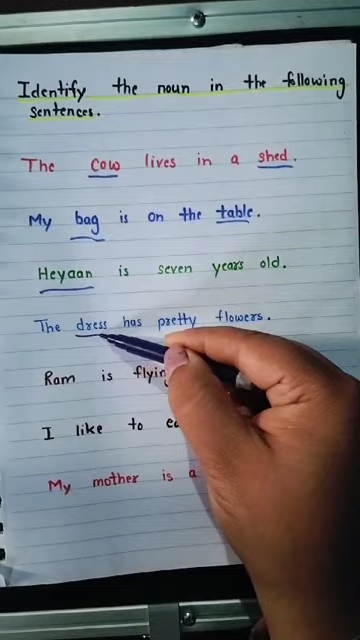 Identify the noun in the following
sentences.
The cow lives in a shed.
My bag is on the table.
Heyaan is seven years old.
The dress has pretty flowers.
Ram is flying
I like to
My mother is a